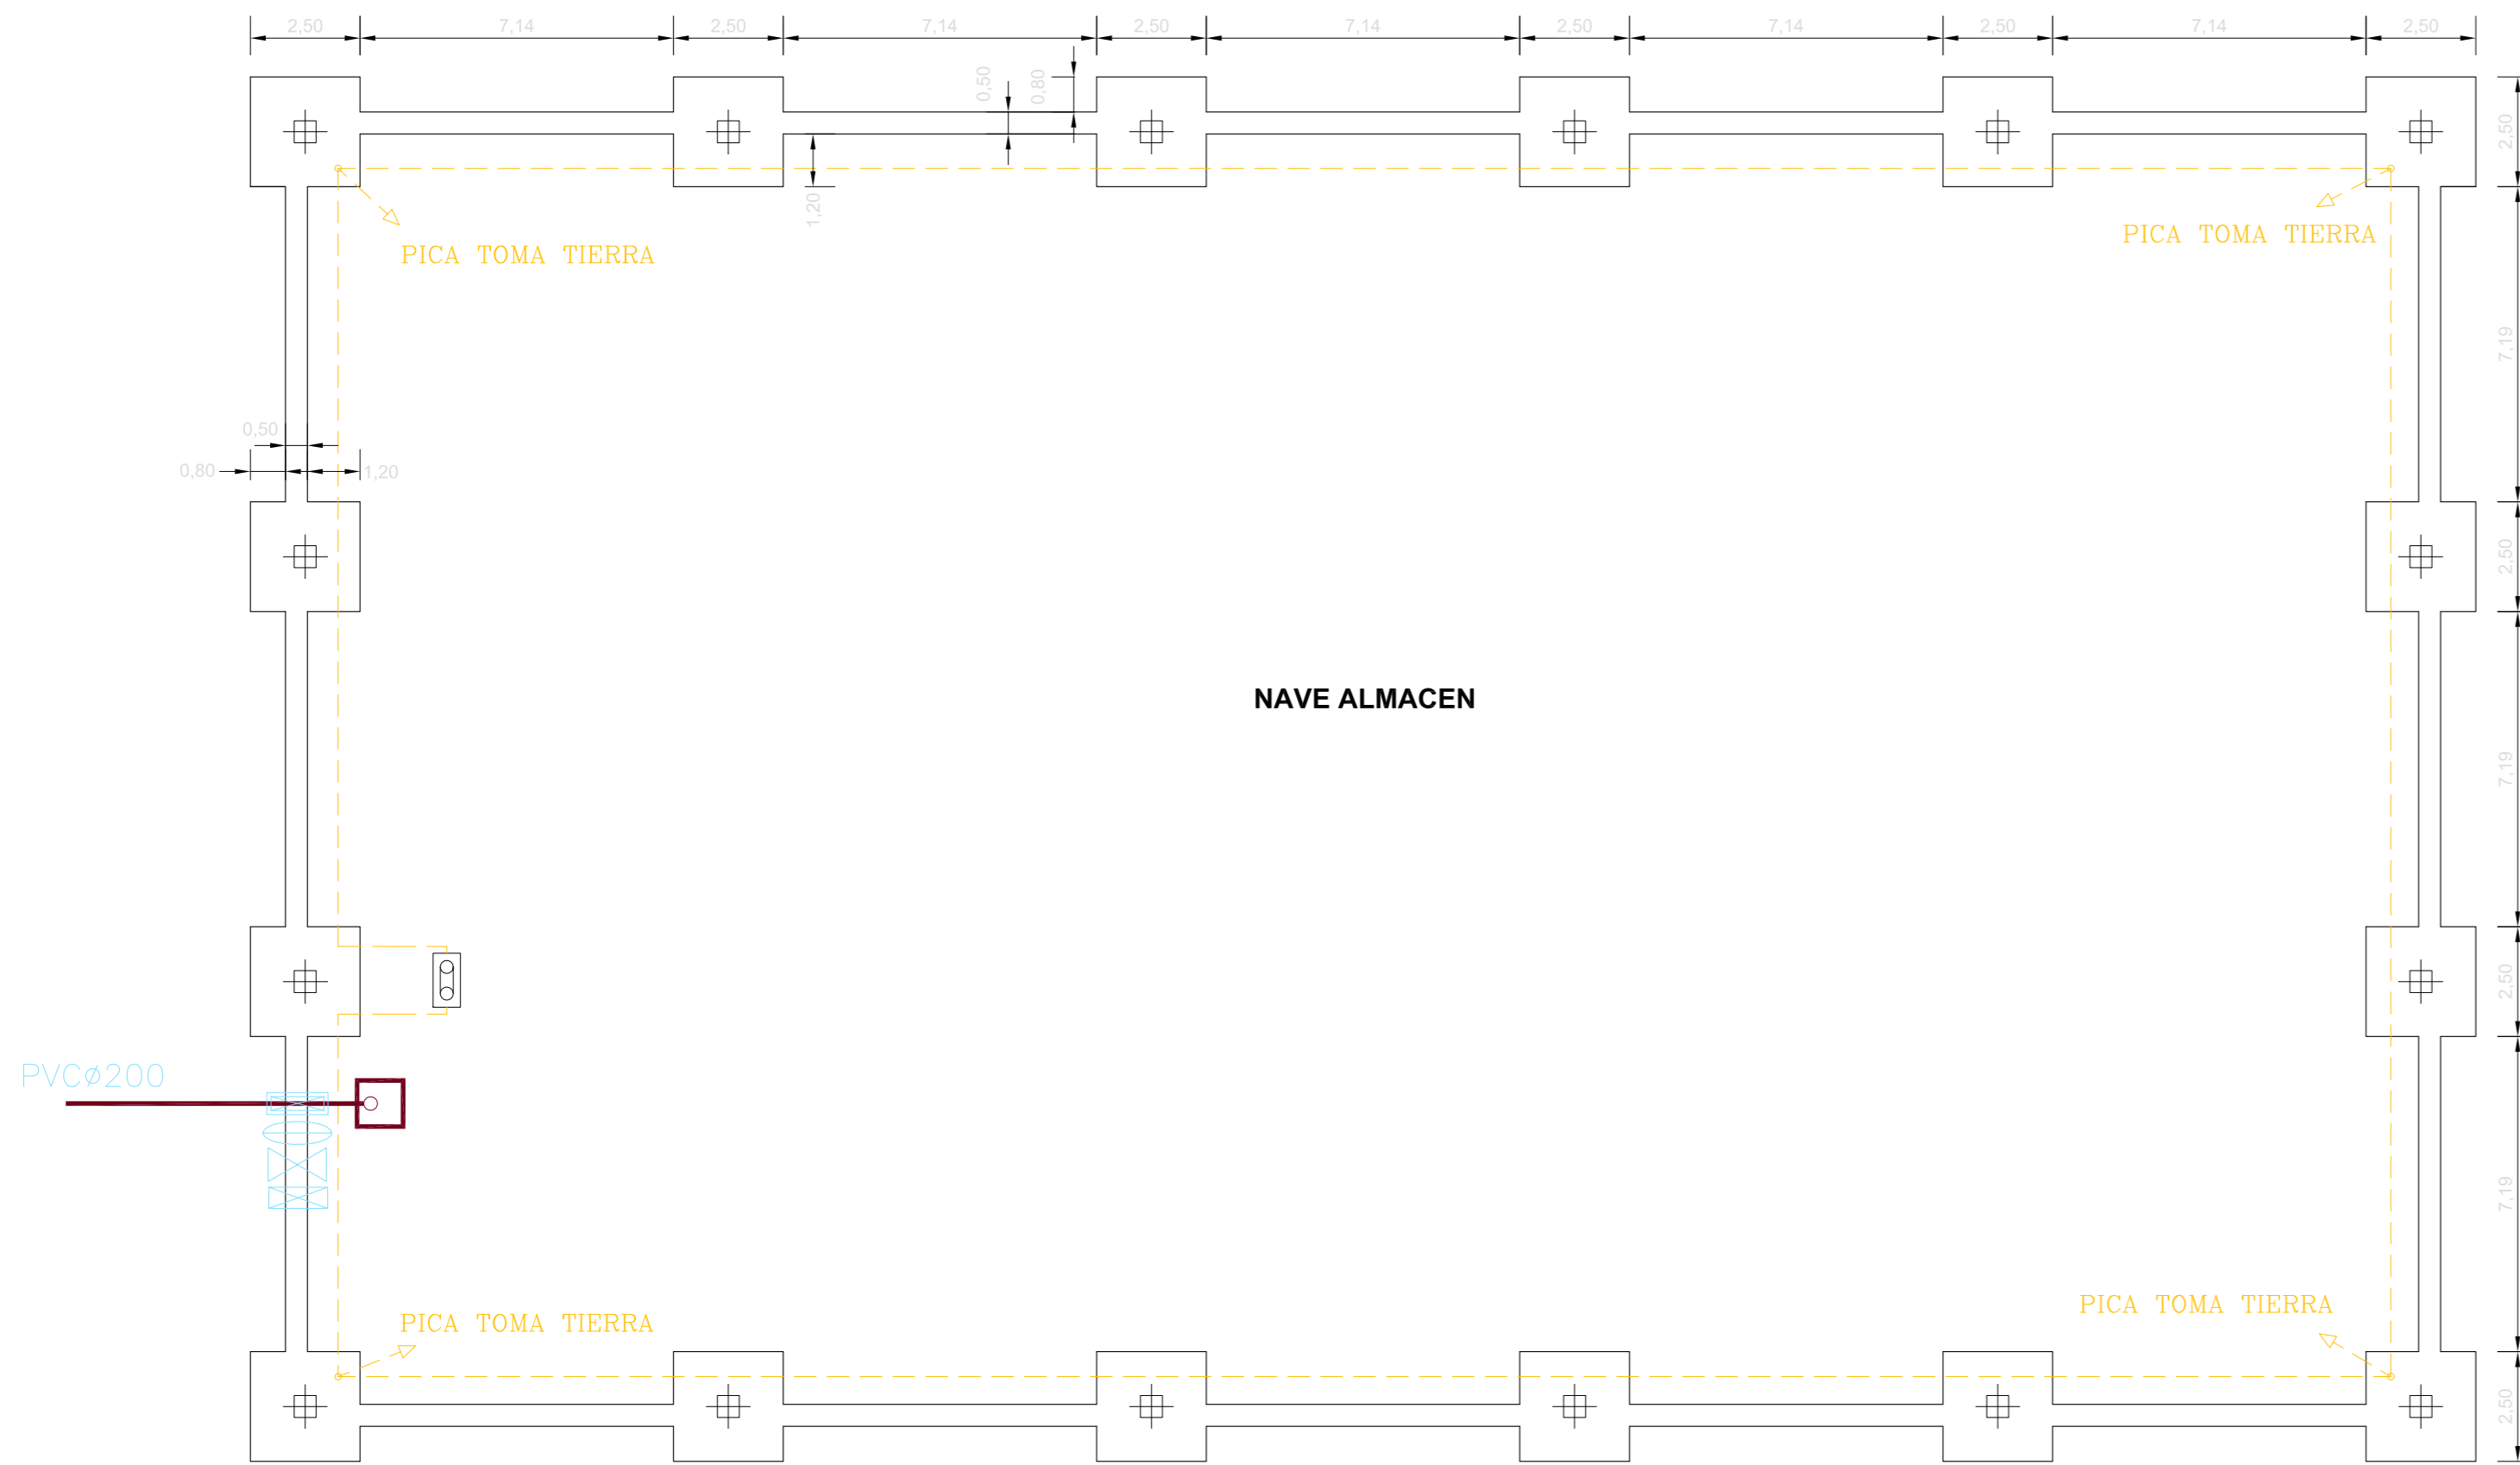 2,50 7,14 2,50 7,14 2,50 7,14 2,50 7,14 2,50 7,14 2,50
0,50
0,80
2,50
1,20
PICA TOMA TIERRA
PICA TOMA TIERRA
7,19
0,50
0,80
1,20
2,50
NAVE ALMACEN
7,19
2,50
PVCø200
7,19
PICA TOMA TIERRA
PICA TOMA TIERRA
2,50